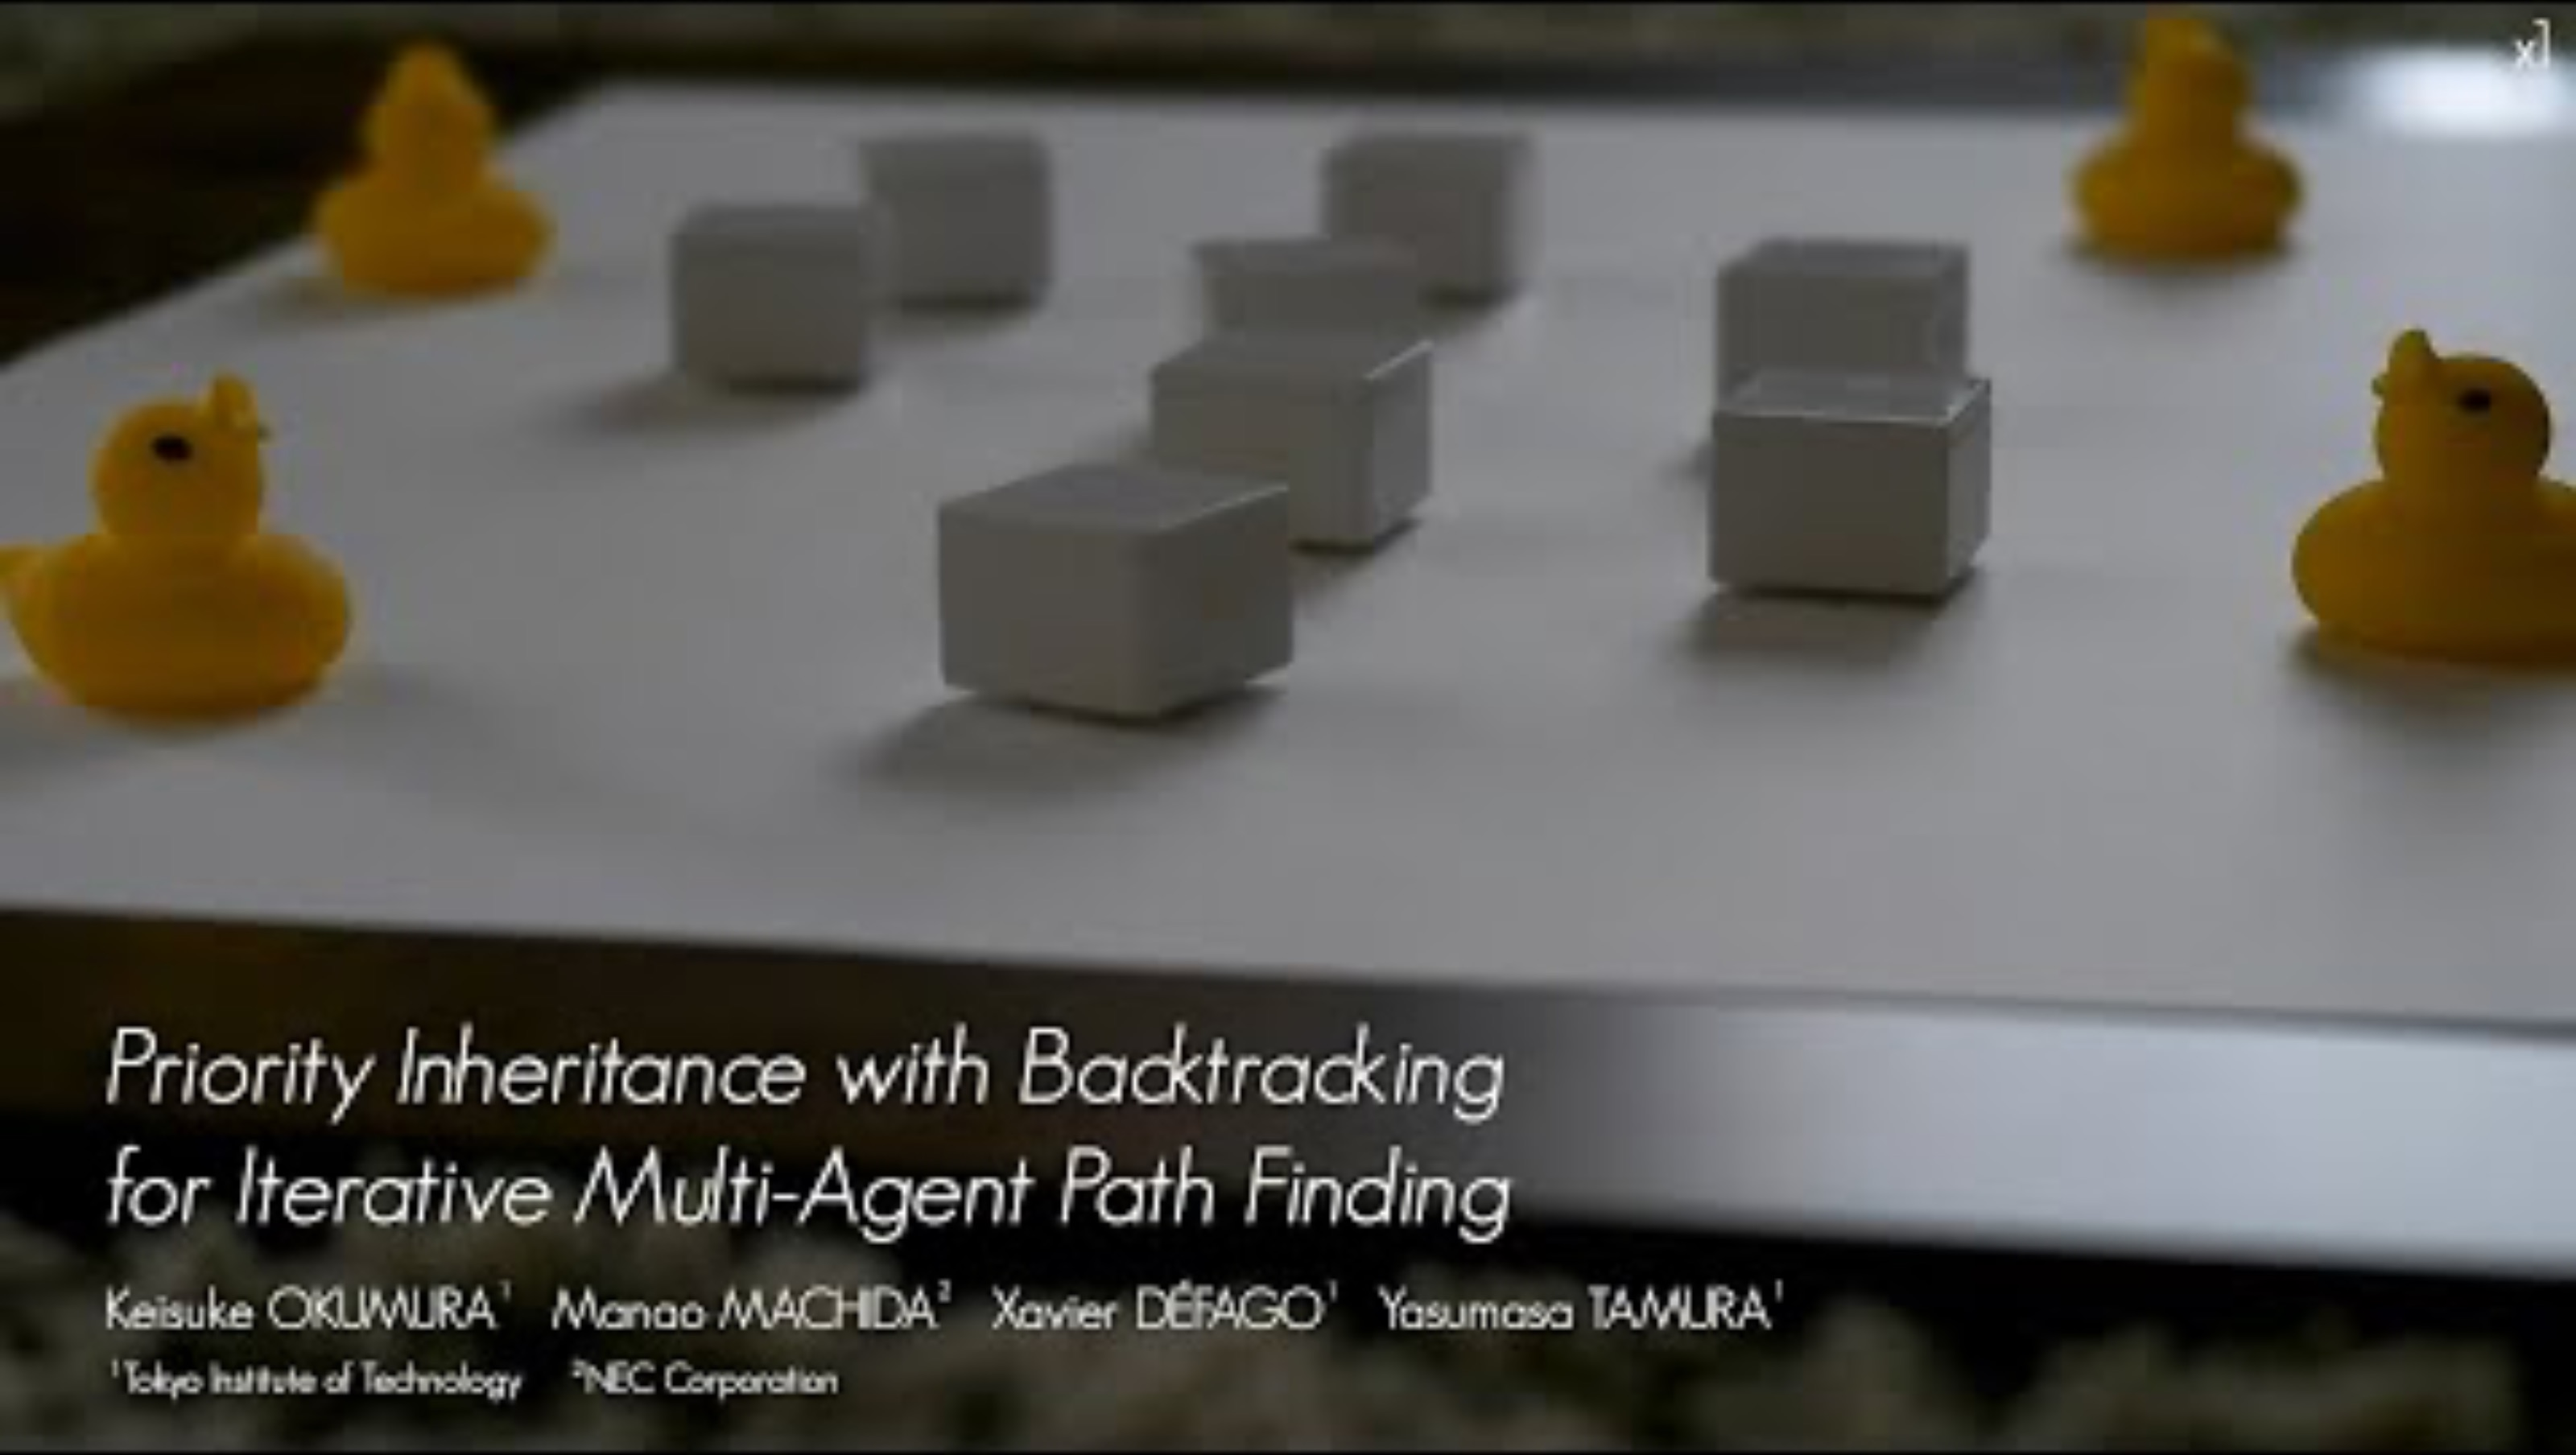 x1
Priority Inheritance with Backtracking
for Iterative Multi-Agent Path Finding
Keisuke OKUMURA¹ Manao MACHIDA² Xavier DÉFAGO¹ Yasumasa TAMURA¹
¹Tokyo Institute of Technology ²NEC Corporation